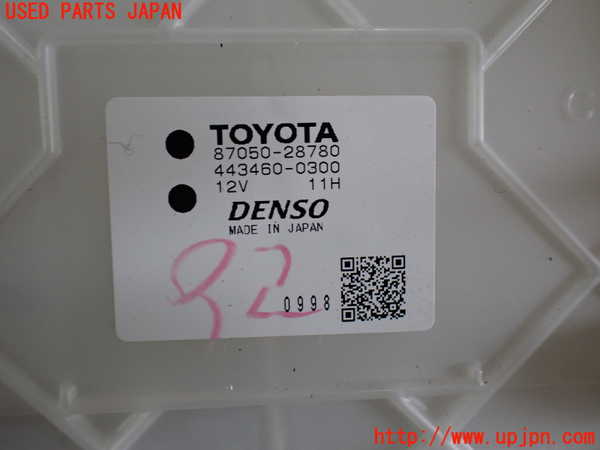 USED PARTS JAPAN
TOYOTA
87050-28780
443460-0300
12V 11H
DENSO
MADE IN JAPAN
92
0998
http://www.upjpn.com/